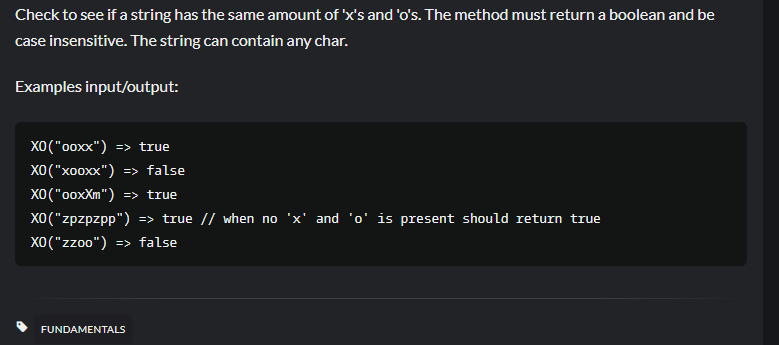 Check to see if a string has the same amount of 'x's and 'o's. The method must return a boolean and be
case insensitive. The string can contain any char.
Examples input/output:
XO("ooxx") => true
XO("xooxx") => false
XO("ooxXm") => true
XO("zpzpzpp") => true // when no 'x' and 'o' is present should return true
XO("zzoo") => false
FUNDAMENTALS